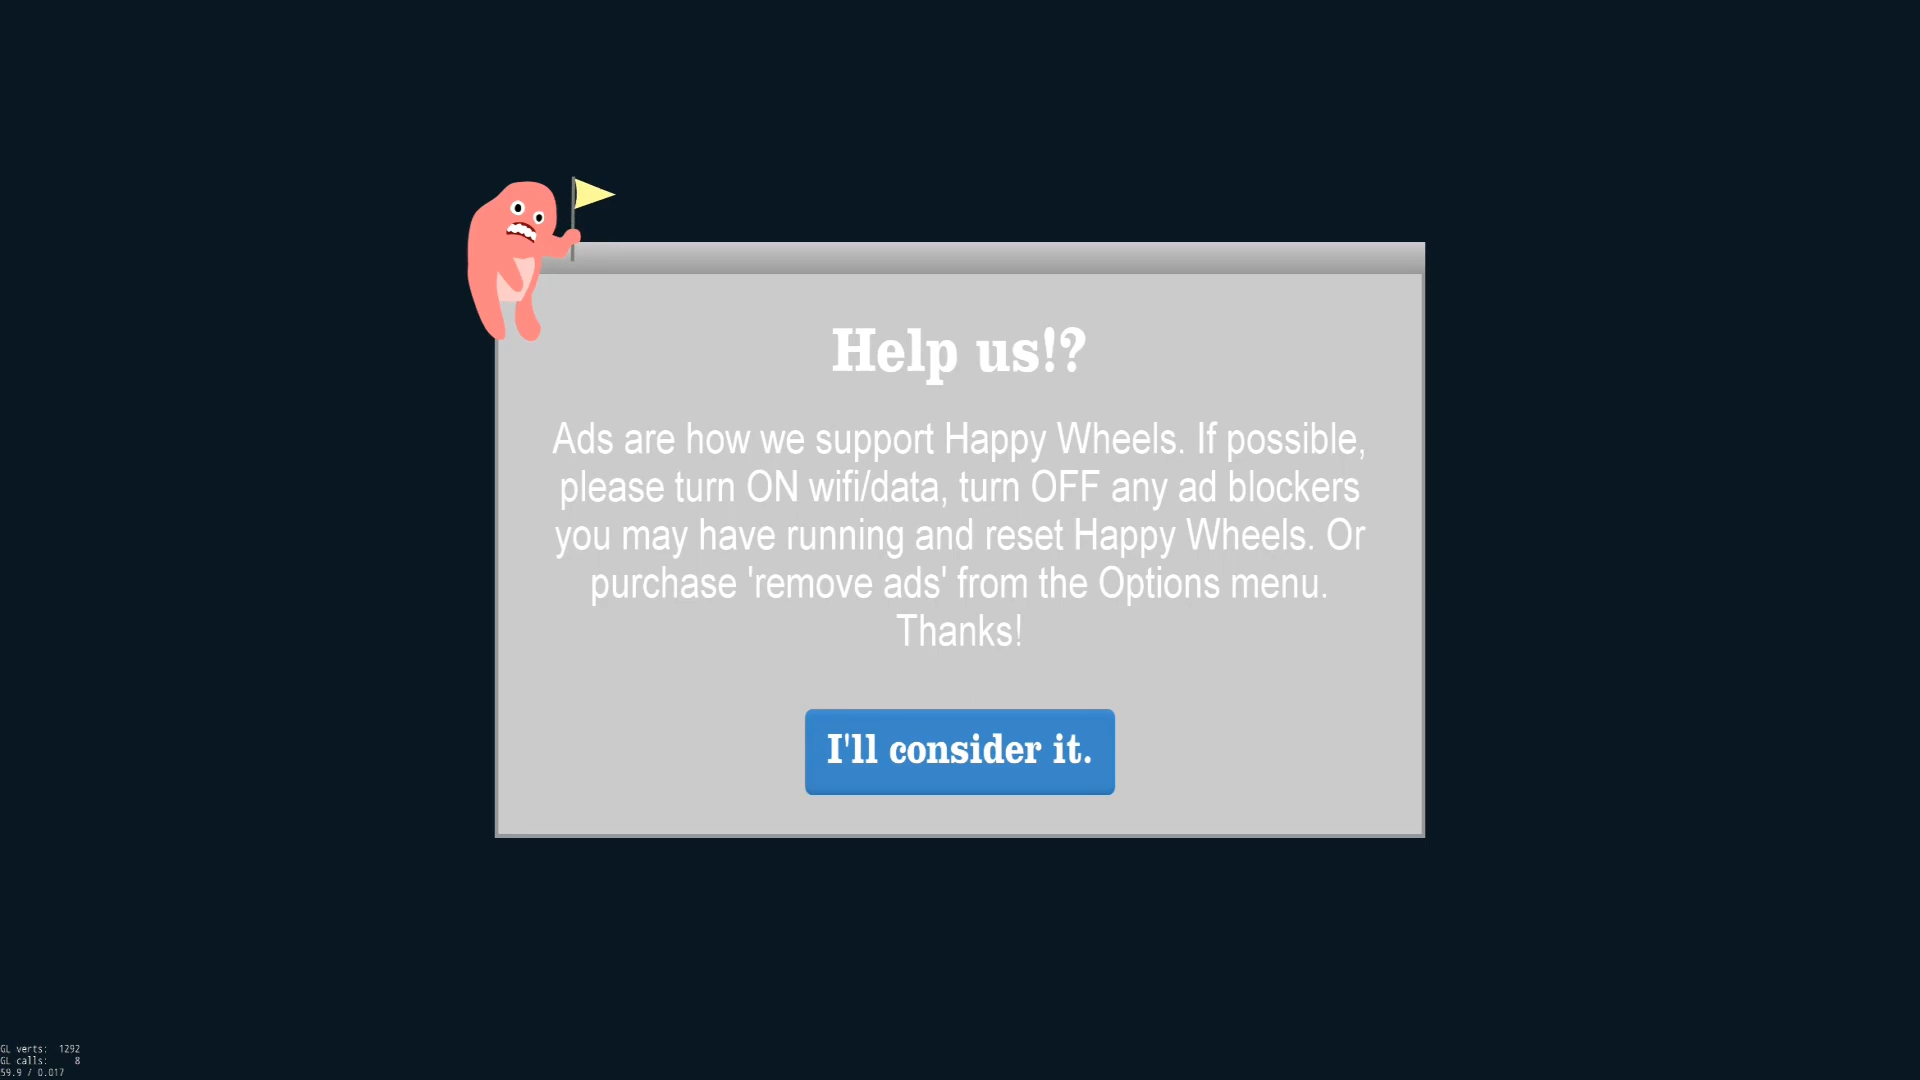 Help us!?
Ads are how we support Happy Wheels. If possible,
please turn ON wifi/data, turn OFF any ad blockers
you may have running and reset Happy Wheels. Or
purchase 'remove ads' from the Options menu.
Thanks!
I'll consider it.
GL verts: 1292
GL calls: 8
59.9 / 0.017